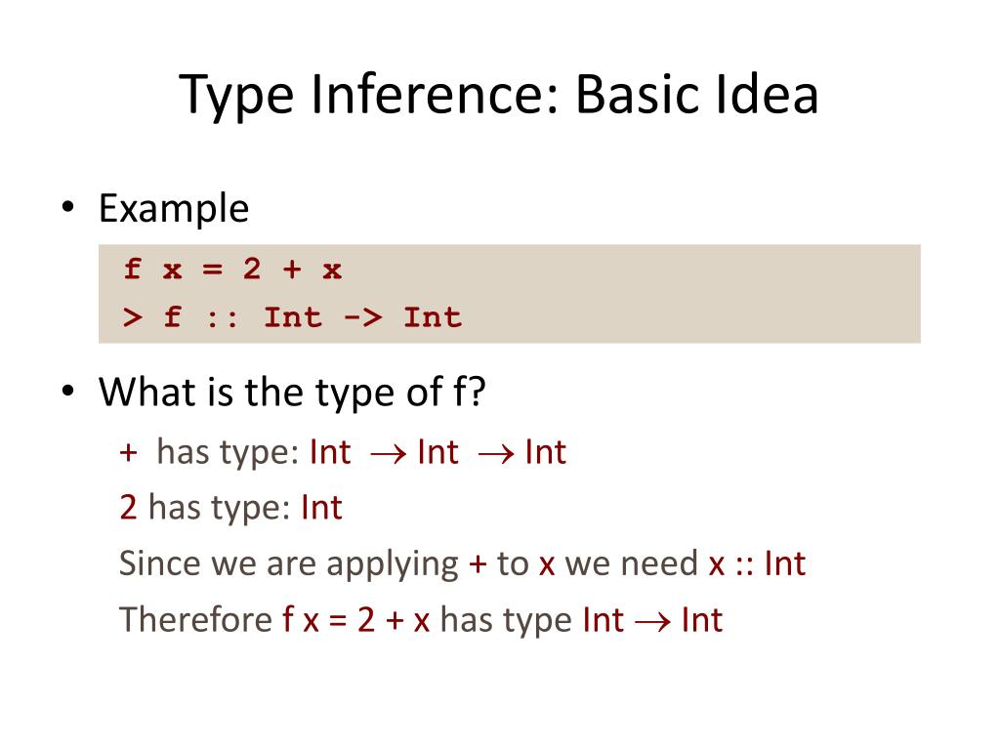 Type Inference: Basic Idea
• Example
f x = 2 + x
> f :: Int -> Int
• What is the type of f?
+ has type: Int → Int → Int
2 has type: Int
Since we are applying + to x we need x :: Int
Therefore f x = 2 + x has type Int → Int